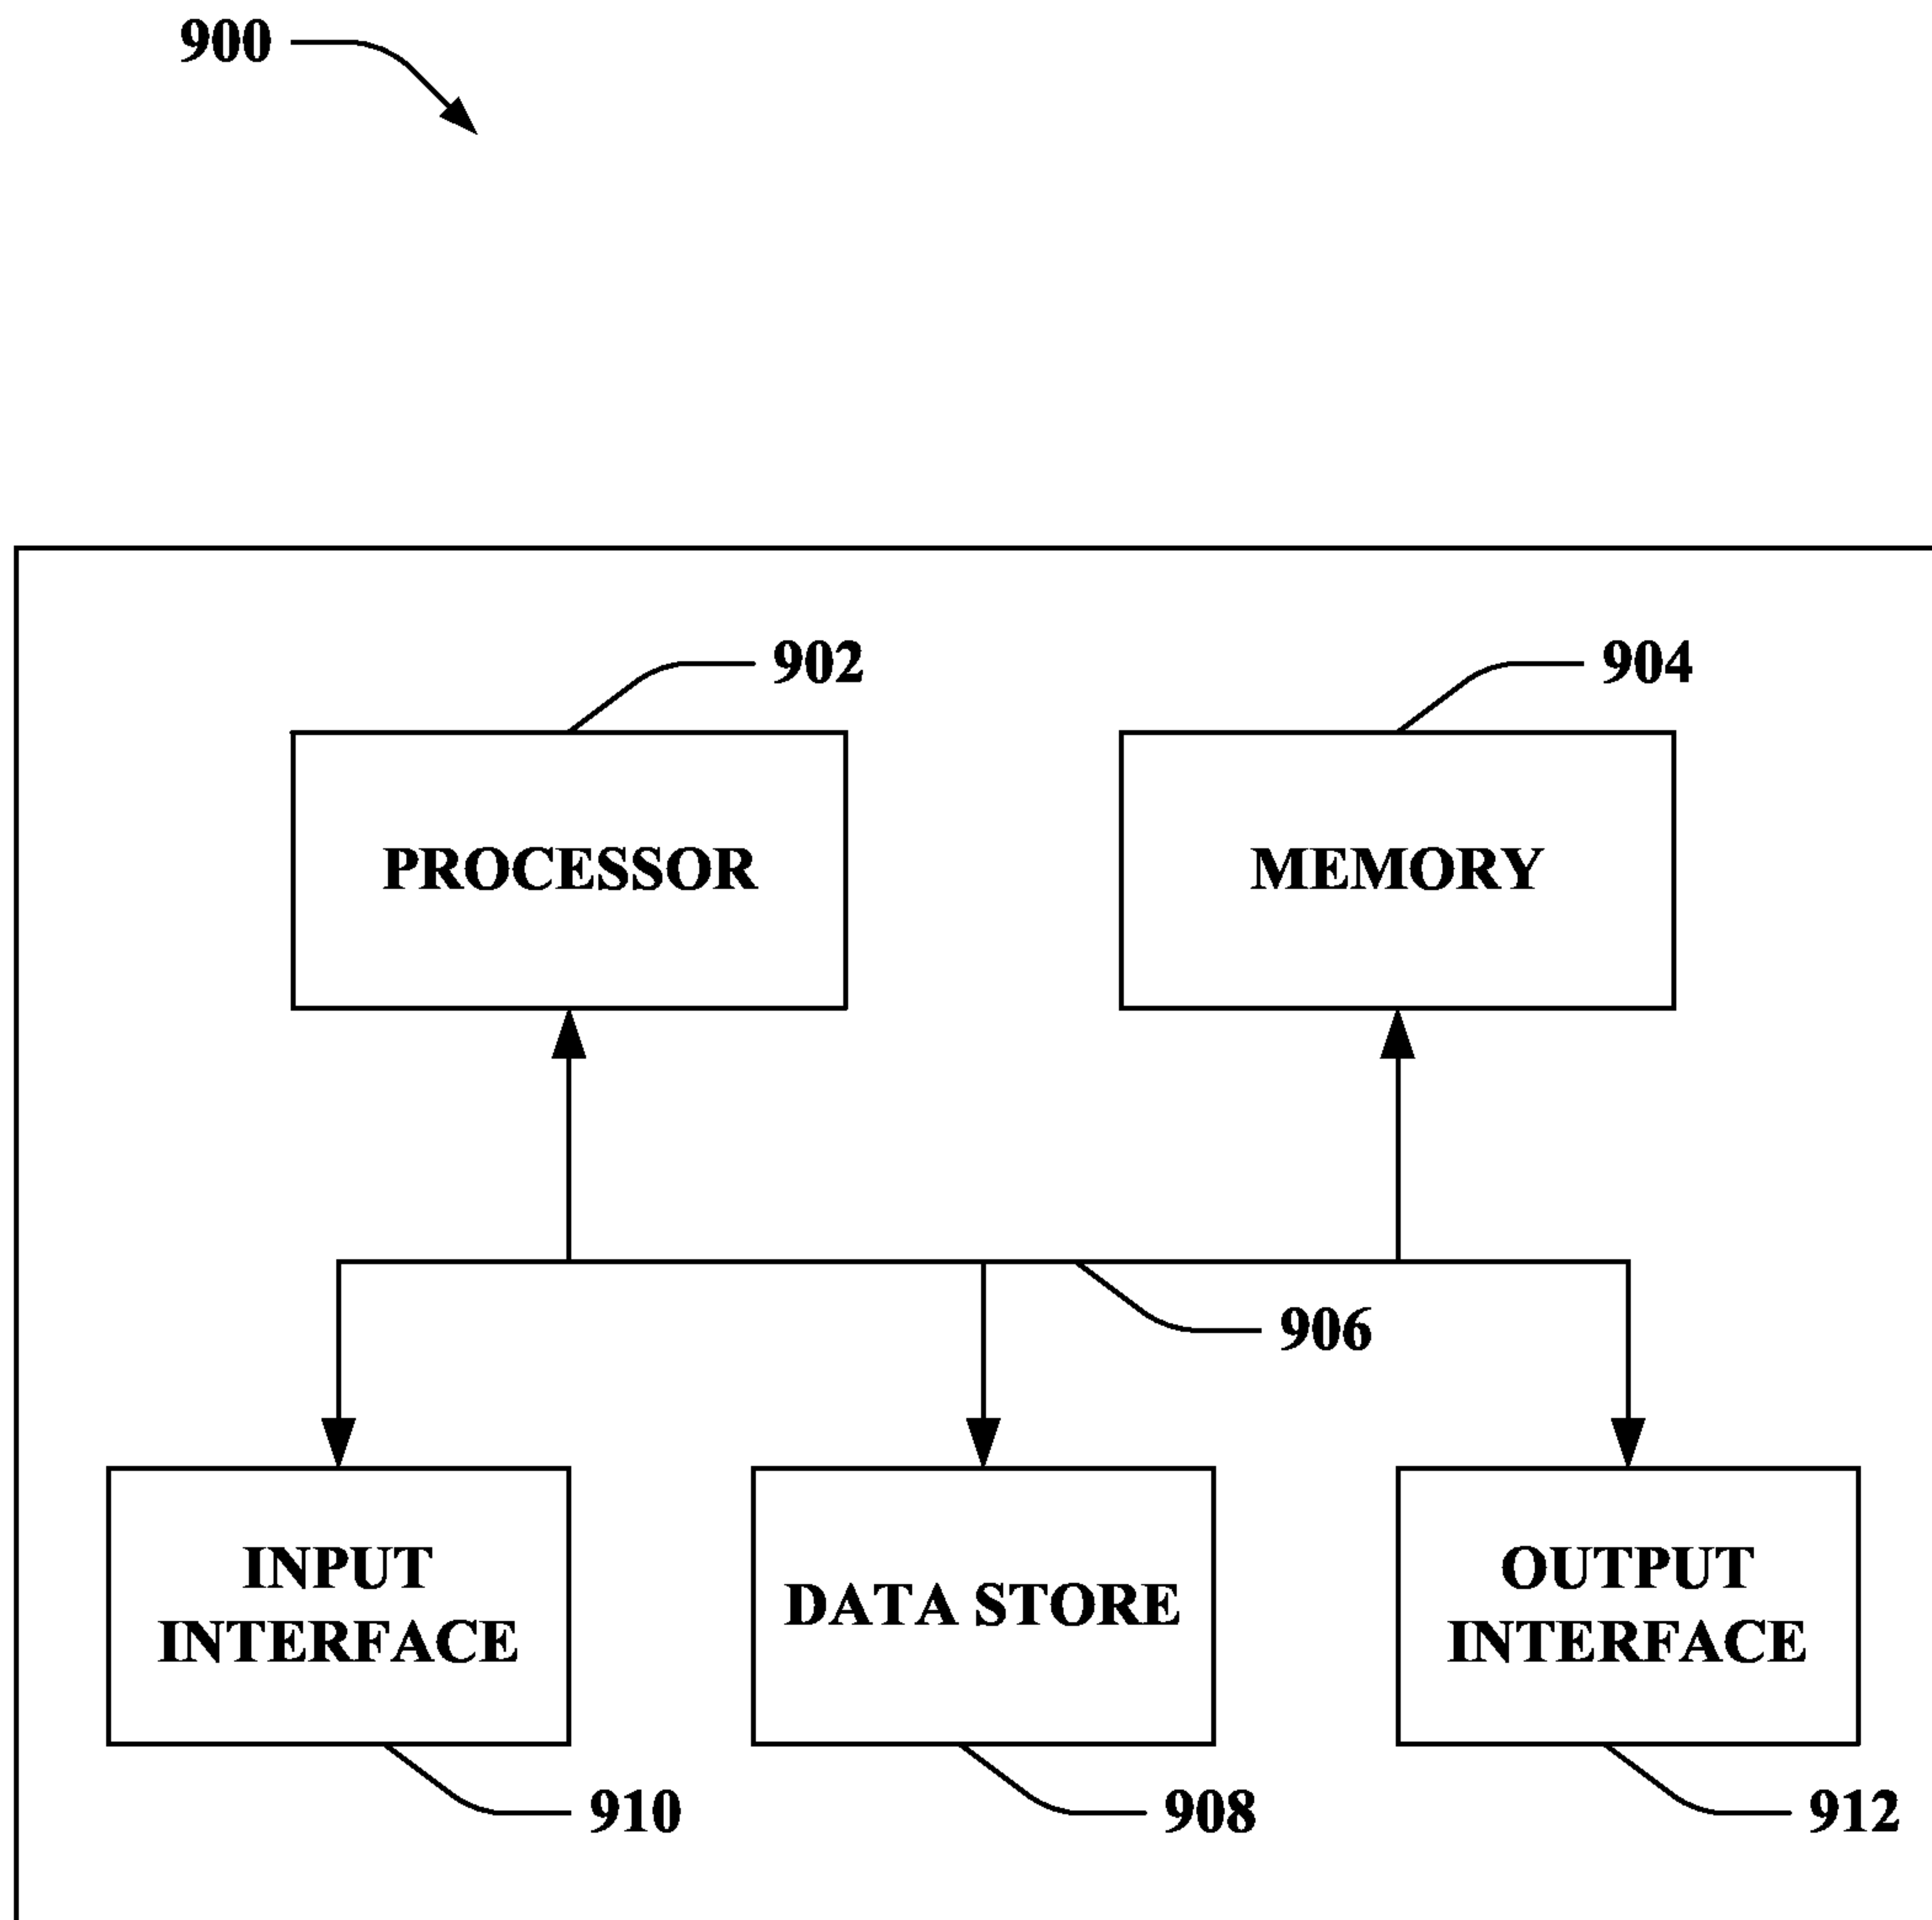 900
902
904
PROCESSOR
MEMORY
906
INPUT
INTERFACE
DATA STORE
OUTPUT
INTERFACE
910
908
912